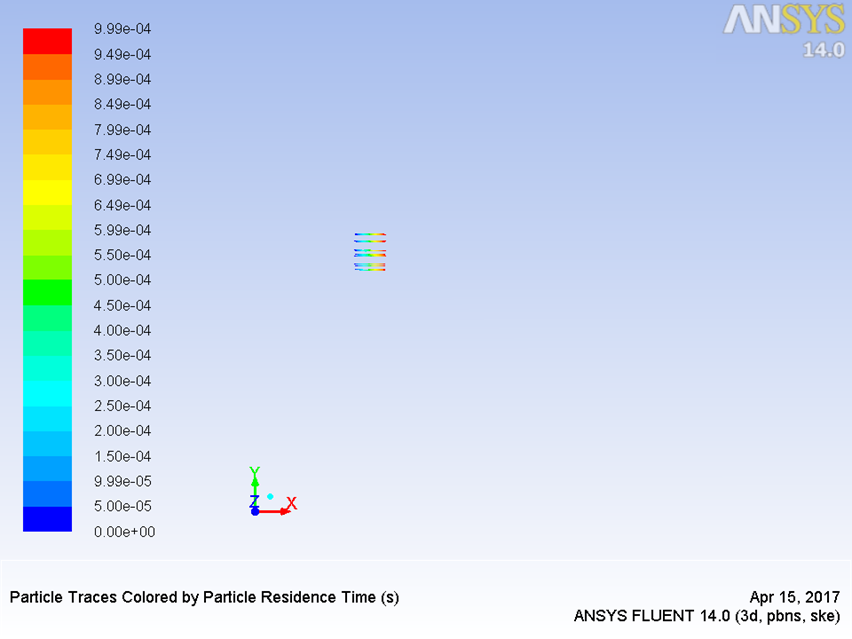 ANSYS
14.0
9.99e-04
9.49e-04
8.99e-04
8.49e-04
7.99e-04
7.49e-04
6.99e-04
6.49e-04
5.99e-04
5.50e-04
5.00e-04
4.50e-04
4.00e-04
3.50e-04
3.00e-04
2.50e-04
2.00e-04
1.50e-04
9.99e-05
5.00e-05
0.00e+00
Y
Z
X
Particle Traces Colored by Particle Residence Time (s)
Apr 15, 2017
ANSYS FLUENT 14.0 (3d, pbns, ske)